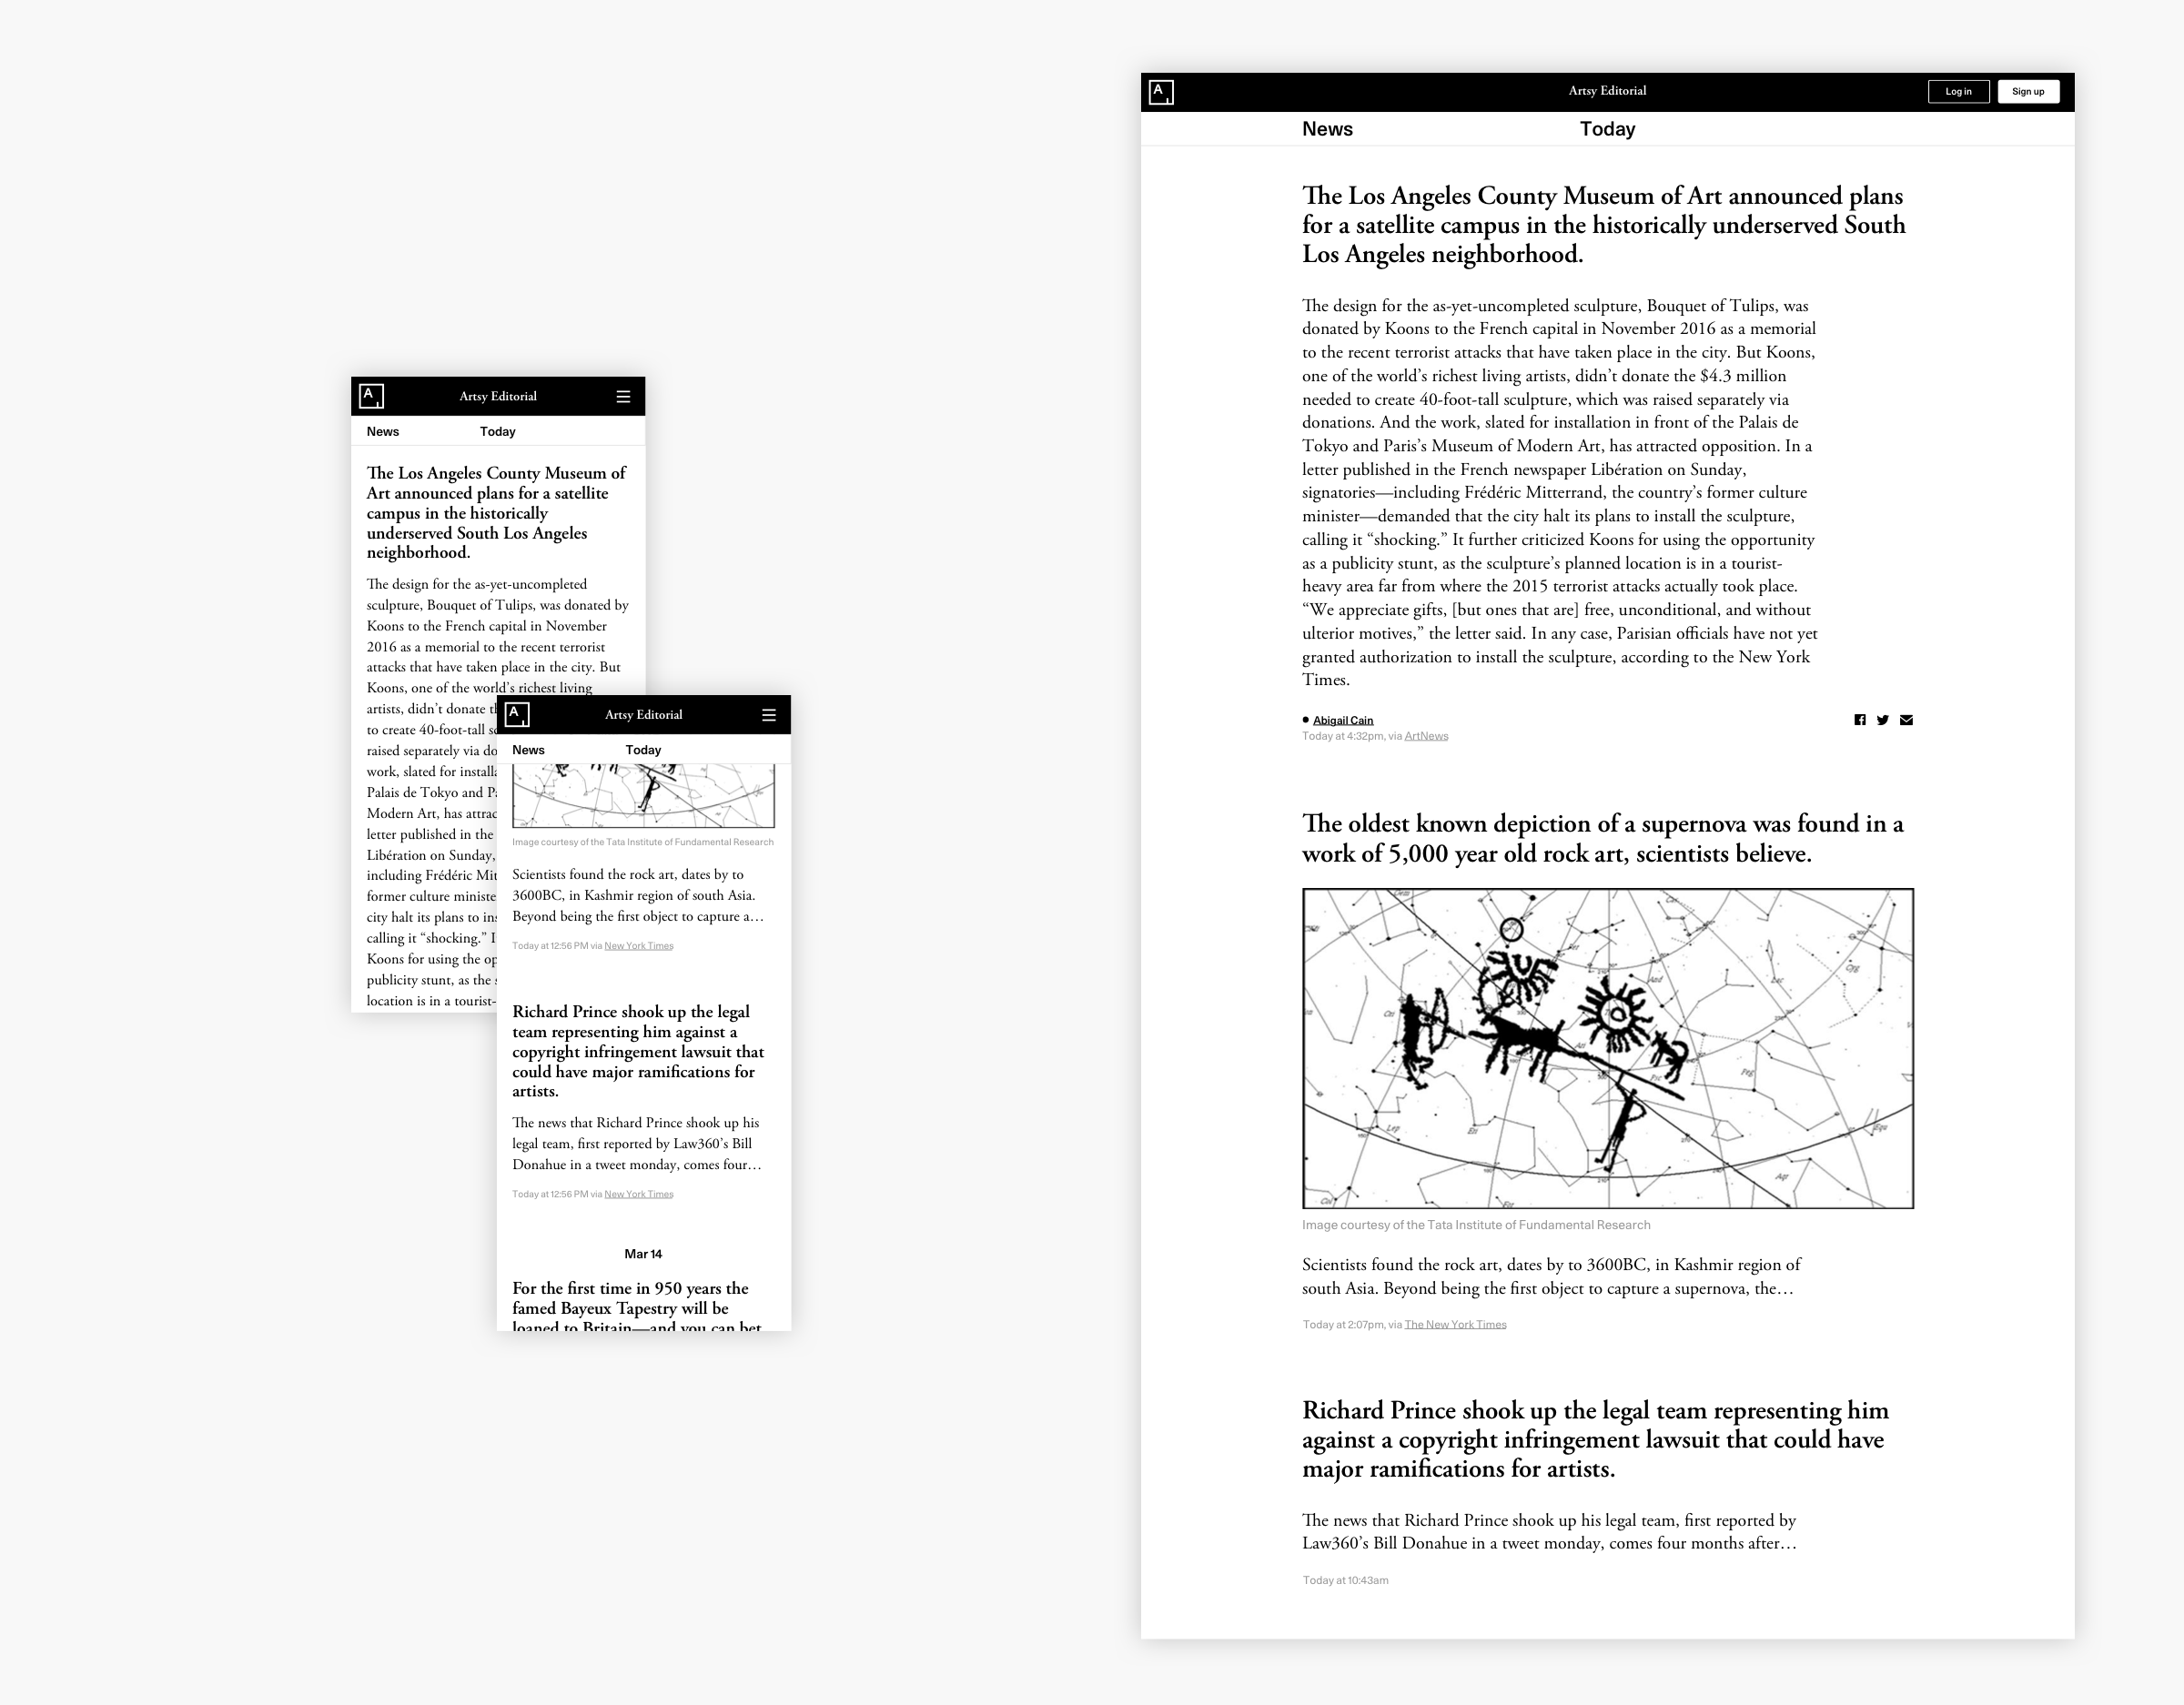 A
Artsy Editorial
News Today
The Los Angeles County Museum of
Art announced plans for a satellite
campus in the historically
underserved South Los Angeles
neighborhood.
The design for the as-yet-uncompleted
sculpture, Bouquet of Tulips, was donated by
Koons to the French capital in November
2016 as a memorial to the recent terrorist
attacks that have taken place in the city. But
Koons, one of the world’s richest living
artists, didn’t donate
to create 40-foot-tall
raised separately via
work, slated for
Palais de Tokyo and
Modern Art, has
letter published in the
Libération on Sunday,
including Frédéric
former culture
city halt its plans to
calling it “shocking.”
Koons for using the
publicity stunt, as the
location is in a tourist-
A
Artsy Editorial
News Today
Image courtesy of the Tata Institute of Fundamental Research
Scientists found the rock art, dates by to
3600BC, in Kashmir region of south Asia.
Beyond being the first object to capture a…
Today at 12:56 PM via New York Times
Richard Prince shook up the legal
team representing him against a
copyright infringement lawsuit that
could have major ramifications for
artists.
The news that Richard Prince shook up his
legal team, first reported by Law360’s Bill
Donahue in a tweet monday, comes four…
Today at 12:56 PM via New York Times
Mar 14
For the first time in 950 years the
famed Bayeux Tapestry will be
loaned to Britain—and you can bet
A
Artsy Editorial
Log in
Sign up
News Today
The Los Angeles County Museum of Art announced plans
for a satellite campus in the historically underserved South
Los Angeles neighborhood.
The design for the as-yet-uncompleted sculpture, Bouquet of Tulips, was
donated by Koons to the French capital in November 2016 as a memorial
to the recent terrorist attacks that have taken place in the city. But Koons,
one of the world’s richest living artists, didn’t donate the $4.3 million
needed to create 40-foot-tall sculpture, which was raised separately via
donations. And the work, slated for installation in front of the Palais de
Tokyo and Paris’s Museum of Modern Art, has attracted opposition. In a
letter published in the French newspaper Libération on Sunday,
signatories—including Frédéric Mitterrand, the country’s former culture
minister—demanded that the city halt its plans to install the sculpture,
calling it “shocking.” It further criticized Koons for using the opportunity
as a publicity stunt, as the sculpture’s planned location is in a tourist-
heavy area far from where the 2015 terrorist attacks actually took place.
“We appreciate gifts, [but ones that are] free, unconditional, and without
ulterior motives,” the letter said. In any case, Parisian officials have not yet
granted authorization to install the sculpture, according to the New York
Times.
Abigail Cain
Today at 4:32pm, via ArtNews
The oldest known depiction of a supernova was found in a
work of 5,000 year old rock art, scientists believe.
Cet
Ari
And
Peg
Cyg
Lep
Eri
Aqr
Equ
Col
Image courtesy of the Tata Institute of Fundamental Research
Scientists found the rock art, dates by to 3600BC, in Kashmir region of
south Asia. Beyond being the first object to capture a supernova, the…
Today at 2:07pm, via The New York Times
Richard Prince shook up the legal team representing him
against a copyright infringement lawsuit that could have
major ramifications for artists.
The news that Richard Prince shook up his legal team, first reported by
Law360’s Bill Donahue in a tweet monday, comes four months after…
Today at 10:43am